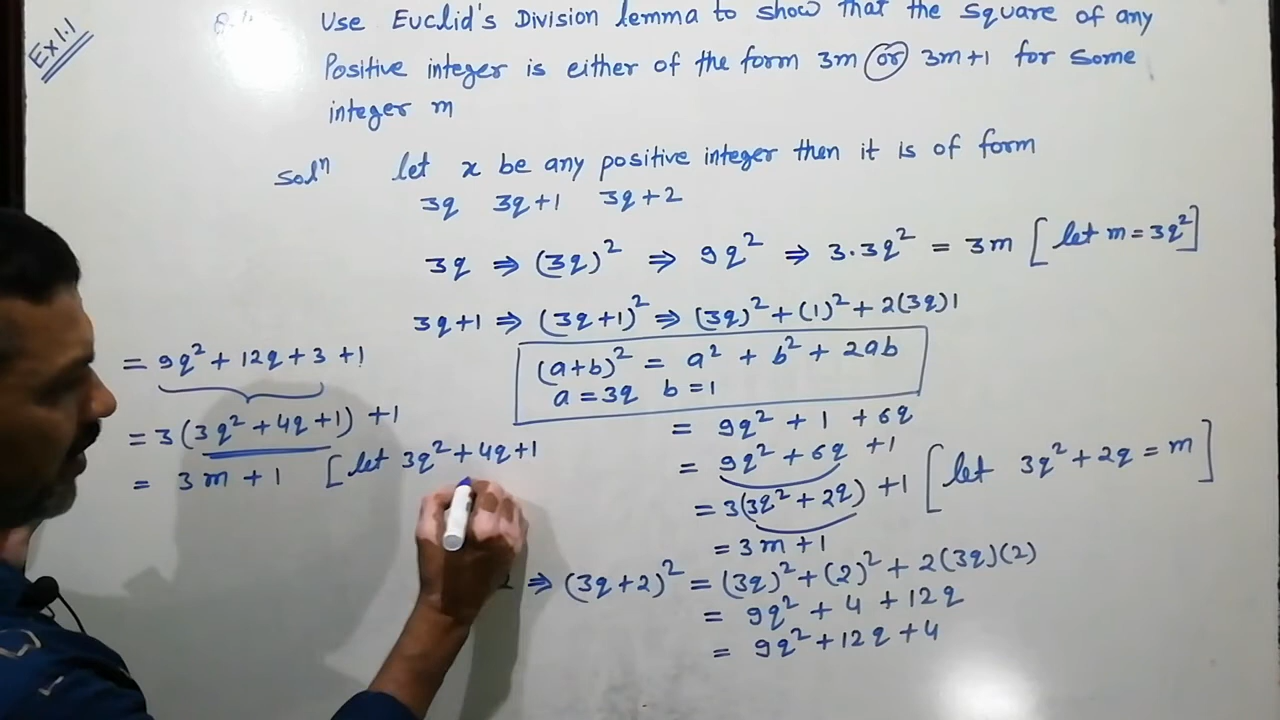 Ex 1.1
Use Euclid's Division lemma to show that the square of any
Positive integer is either of the form 3m or 3m+1 for some
integer m
Solⁿ let x be any positive integer then it is of form
3q 3q+1 3q+2
3q ⇒ (3q)² ⇒ 9q² ⇒ 3·3q² = 3m [let m=3q²]
3q+1 ⇒ (3q+1)² ⇒ (3q)²+(1)²+2(3q)1
(a+b)² = a² + b² + 2ab
a=3q b=1
= 9q² + 1 + 6q
= 9q² + 6q +1
= 3(3q² + 2q) +1 [let 3q²+2q = m]
= 3m+1
2 ⇒ (3q+2)² = (3q)²+(2)²+2(3q)(2)
= 9q² + 4 + 12q
= 9q² + 12q + 4
= 9q² + 12q + 3 + 1
= 3(3q² + 4q + 1) + 1
= 3m + 1 [let 3q²+4q+1